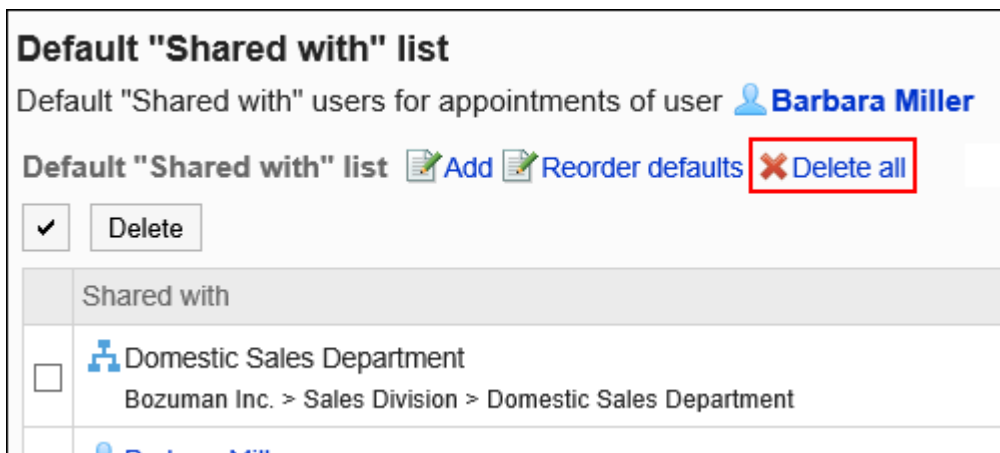 Default "Shared with" list
Default "Shared with" users for appointments of user Barbara Miller
Default "Shared with" list Add Reorder defaults Delete all
Delete
Shared with
Domestic Sales Department
Bozuman Inc. > Sales Division > Domestic Sales Department